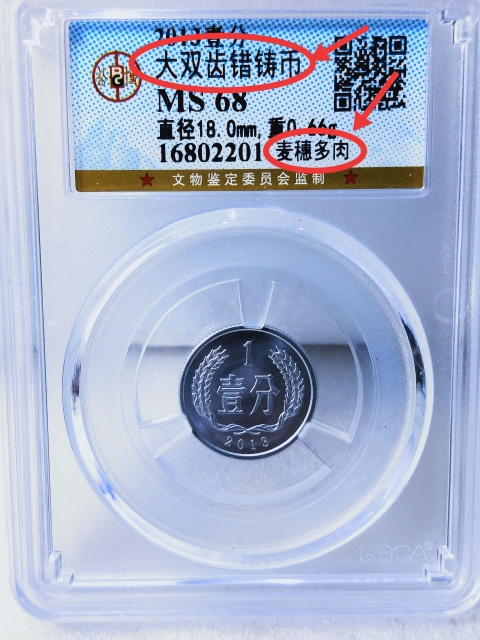 2013壹分
大双齿错铸币
MS 68
直径18.0mm,重0.66g
16802201
麦穗多肉
文物鉴定委员会监制
公博
1
壹分
2013
GBCA